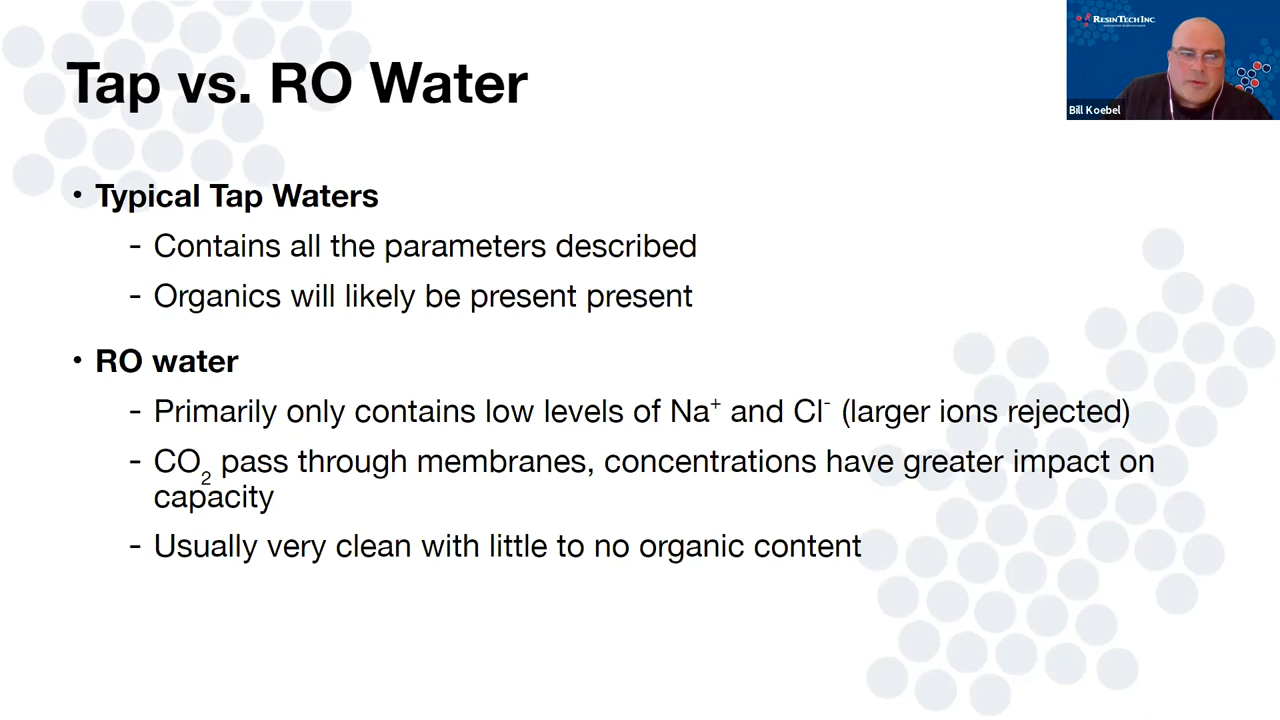 Tap vs. RO Water
RESINTECH INC
Bill Koebel
• Typical Tap Waters
- Contains all the parameters described
- Organics will likely be present present
• RO water
- Primarily only contains low levels of Na⁺ and Cl⁻ (larger ions rejected)
- CO₂ pass through membranes, concentrations have greater impact on
capacity
- Usually very clean with little to no organic content